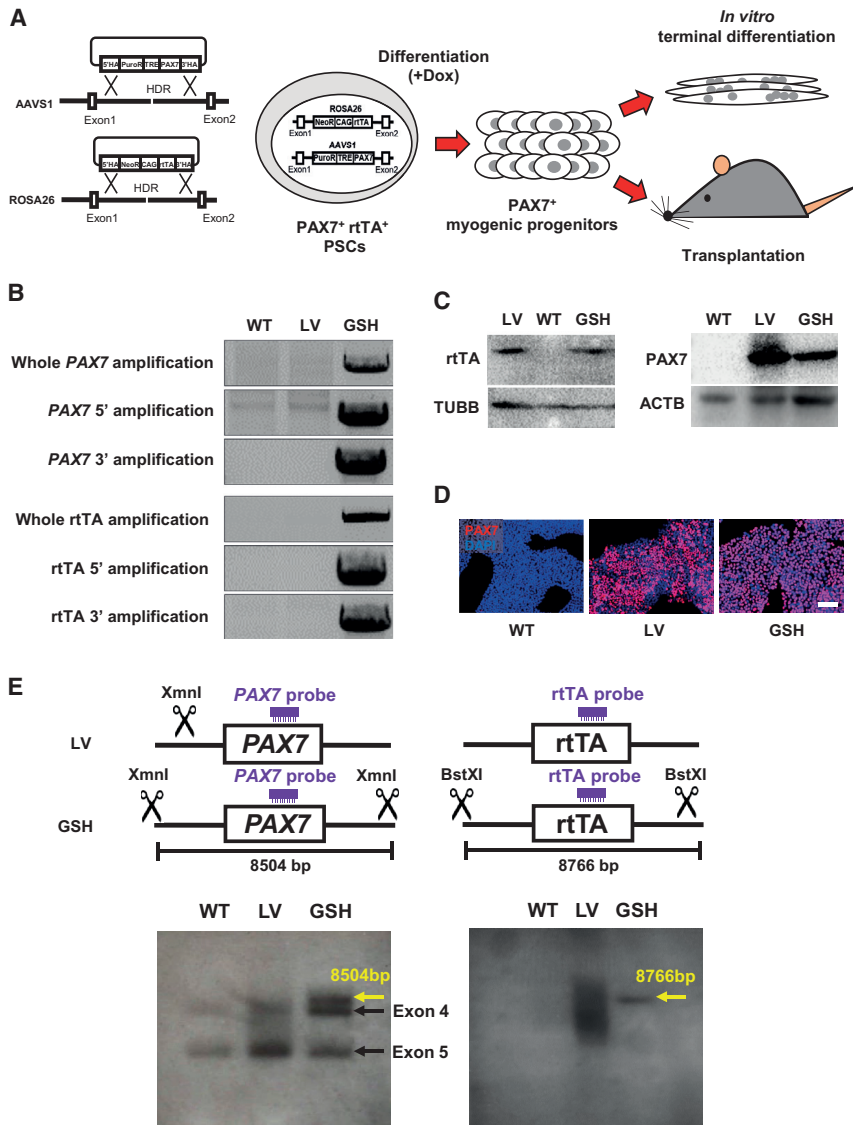 A
5'HA PuroR TRE PAX7 3'HA
HDR
AAVS1
Exon1
Exon2
5'HA NeoR CAG rtTA 3'HA
HDR
ROSA26
Exon1
Exon2
Differentiation
(+Dox)
ROSA26
NeoR CAG rtTA
Exon1
Exon2
AAVS1
PuroR TRE PAX7
Exon1
Exon2
PAX7+ rtTA+
PSCs
PAX7+
myogenic progenitors
In vitro
terminal differentiation
Transplantation
B
WT LV GSH
Whole PAX7 amplification
PAX7 5' amplification
PAX7 3' amplification
Whole rtTA amplification
rtTA 5' amplification
rtTA 3' amplification
C
LV WT GSH
rtTA
TUBB
WT LV GSH
PAX7
ACTB
D
PAX7
WT
LV
GSH
E
XmnI
PAX7 probe
rtTA probe
LV
PAX7
rtTA
XmnI
PAX7 probe
XmnI
BstXI
rtTA probe
BstXI
GSH
PAX7
rtTA
8504 bp
8766 bp
WT LV GSH
8504bp
Exon 4
Exon 5
WT LV GSH
8766bp